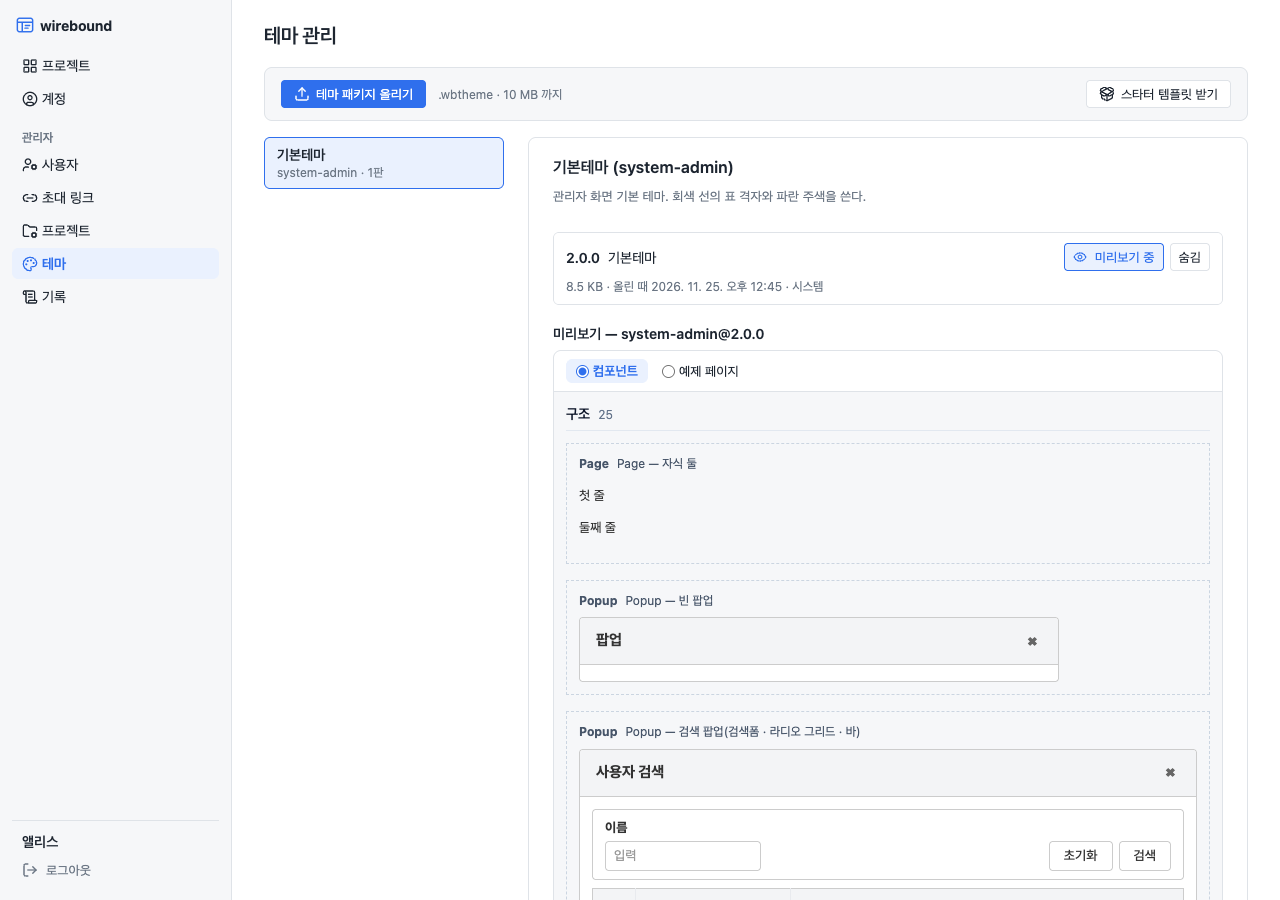 wirebound
프로젝트
계정
관리자
사용자
초대 링크
프로젝트
테마
기록
앨리스
로그아웃
테마 관리
테마 패키지 올리기
.wbtheme · 10 MB 까지
스타터 템플릿 받기
기본테마
system-admin · 1판
기본테마 (system-admin)
관리자 화면 기본 테마. 회색 선의 표 격자와 파란 주색을 쓴다.
2.0.0 기본테마
미리보기 중
숨김
8.5 KB · 올린 때 2026. 11. 25. 오후 12:45 · 시스템
미리보기 — system-admin@2.0.0
컴포넌트
예제 페이지
구조 25
Page Page — 자식 둘
첫 줄
둘째 줄
Popup Popup — 빈 팝업
팝업 ✖
Popup Popup — 검색 팝업(검색폼 · 라디오 그리드 · 바)
사용자 검색 ✖
이름
입력
초기화
검색